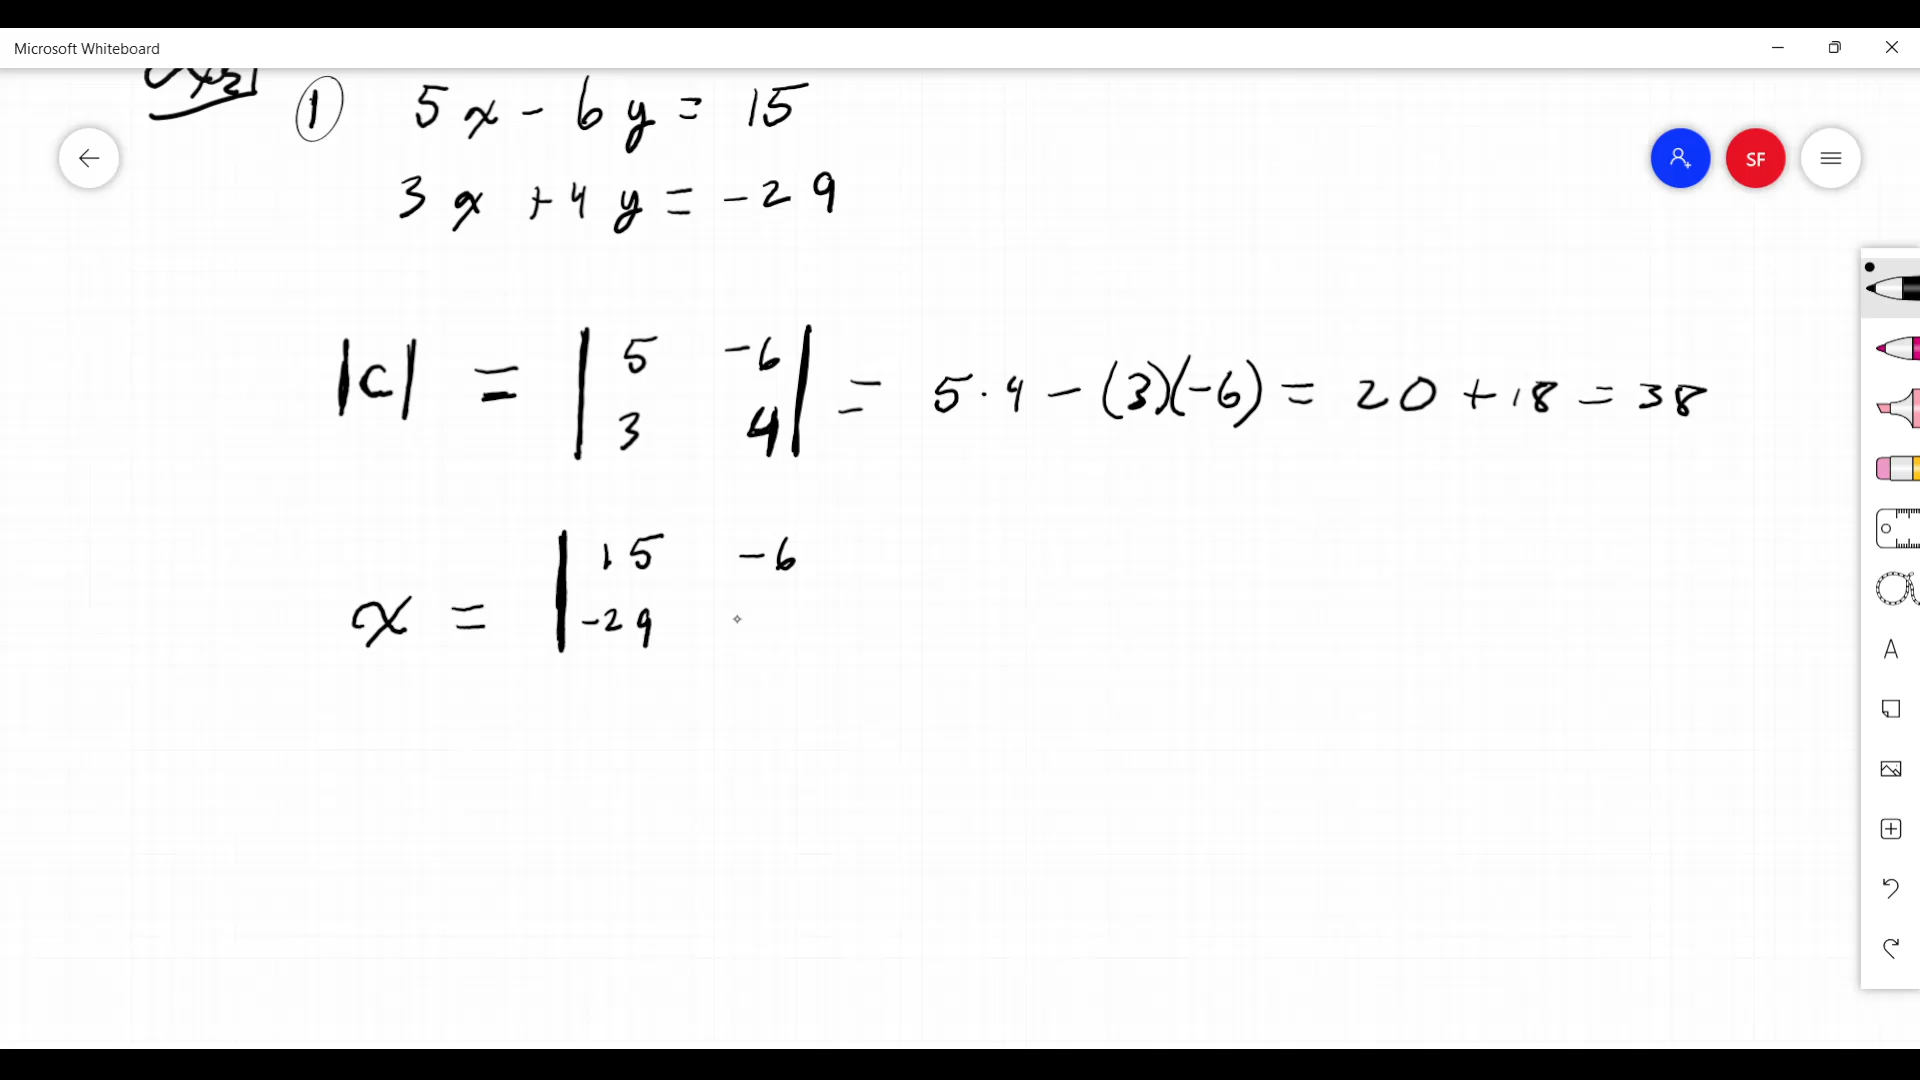 Microsoft Whiteboard
① 5x - 6y = 15
3x + 4y = -29
SF
|C| = | 5 -6 | = 5·4 - (3)(-6) = 20 + 18 = 38
| 3 4 |
x = | 15 -6
| -29
A